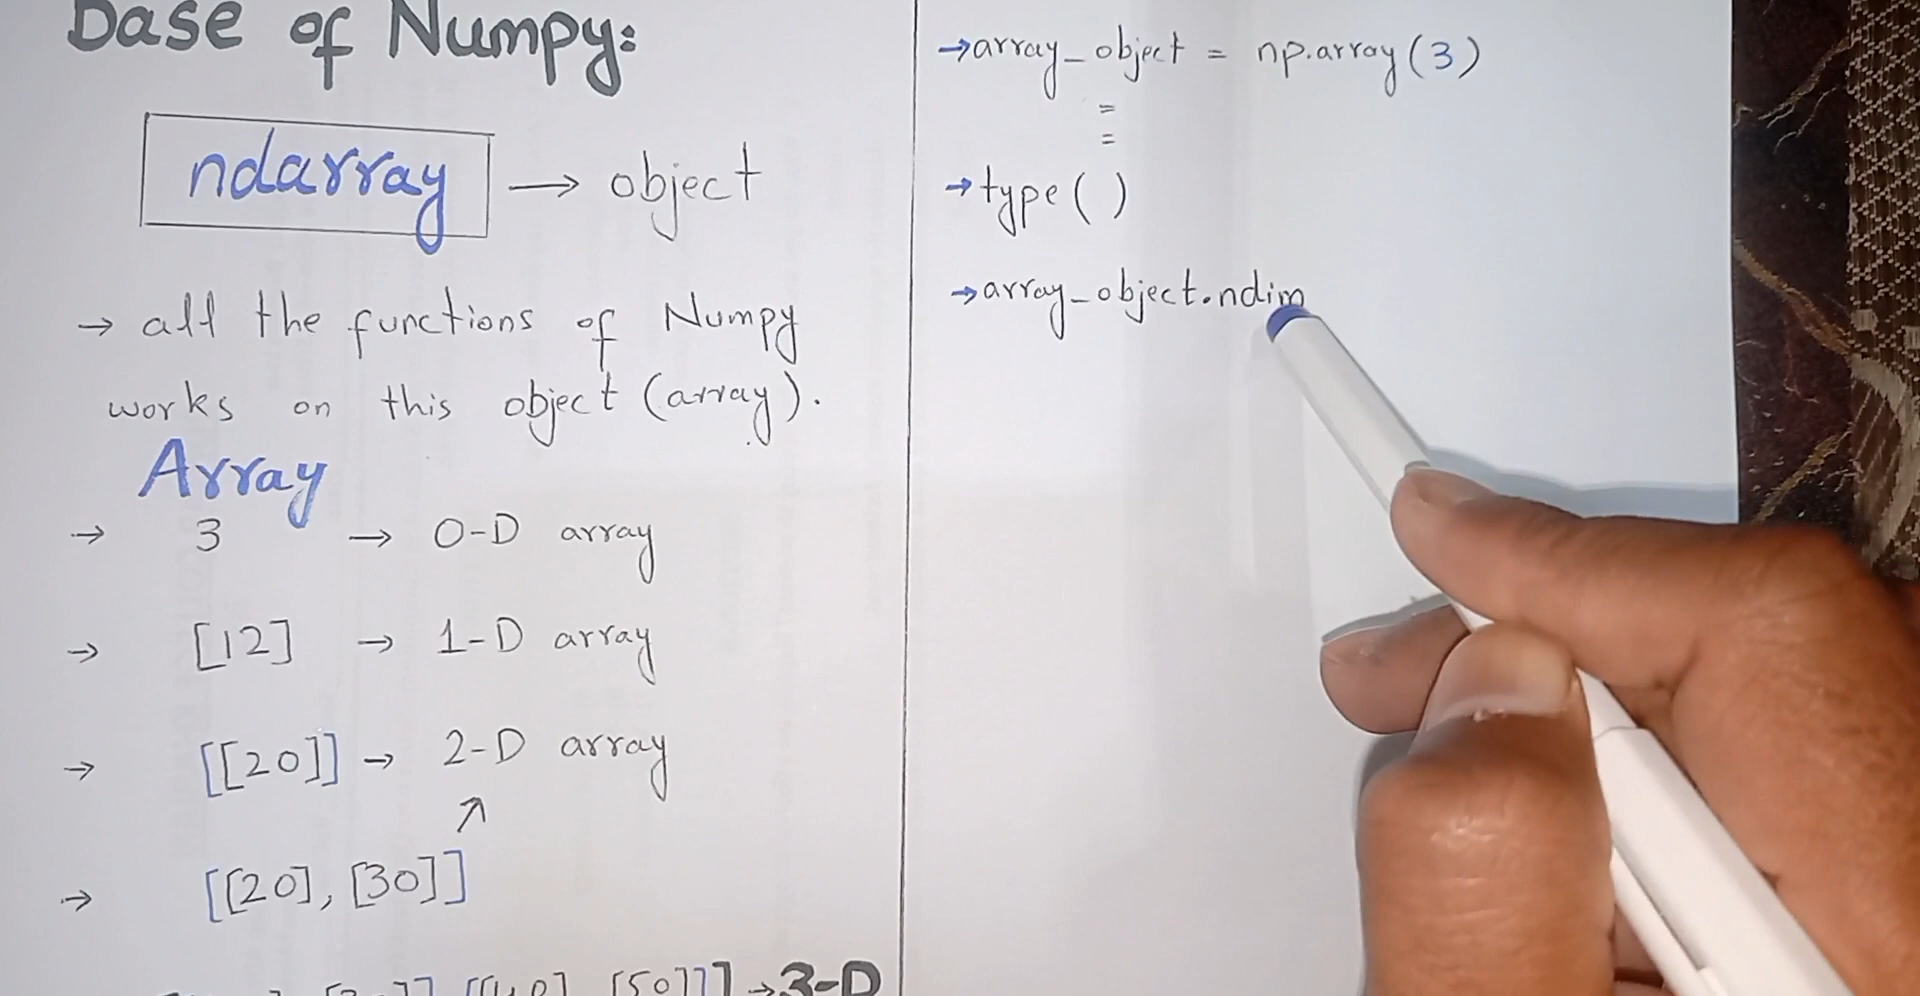 Base of Numpy:
ndarray → object
→ all the functions of Numpy
works on this object (array).
Array
→ 3 → 0-D array
→ [12] → 1-D array
→ [[20]] → 2-D array
↗
→ [[20], [30]]
[50]]] → 3-D
→ array_object = np.array(3)
=
=
→ type( )
→ array_object.ndim